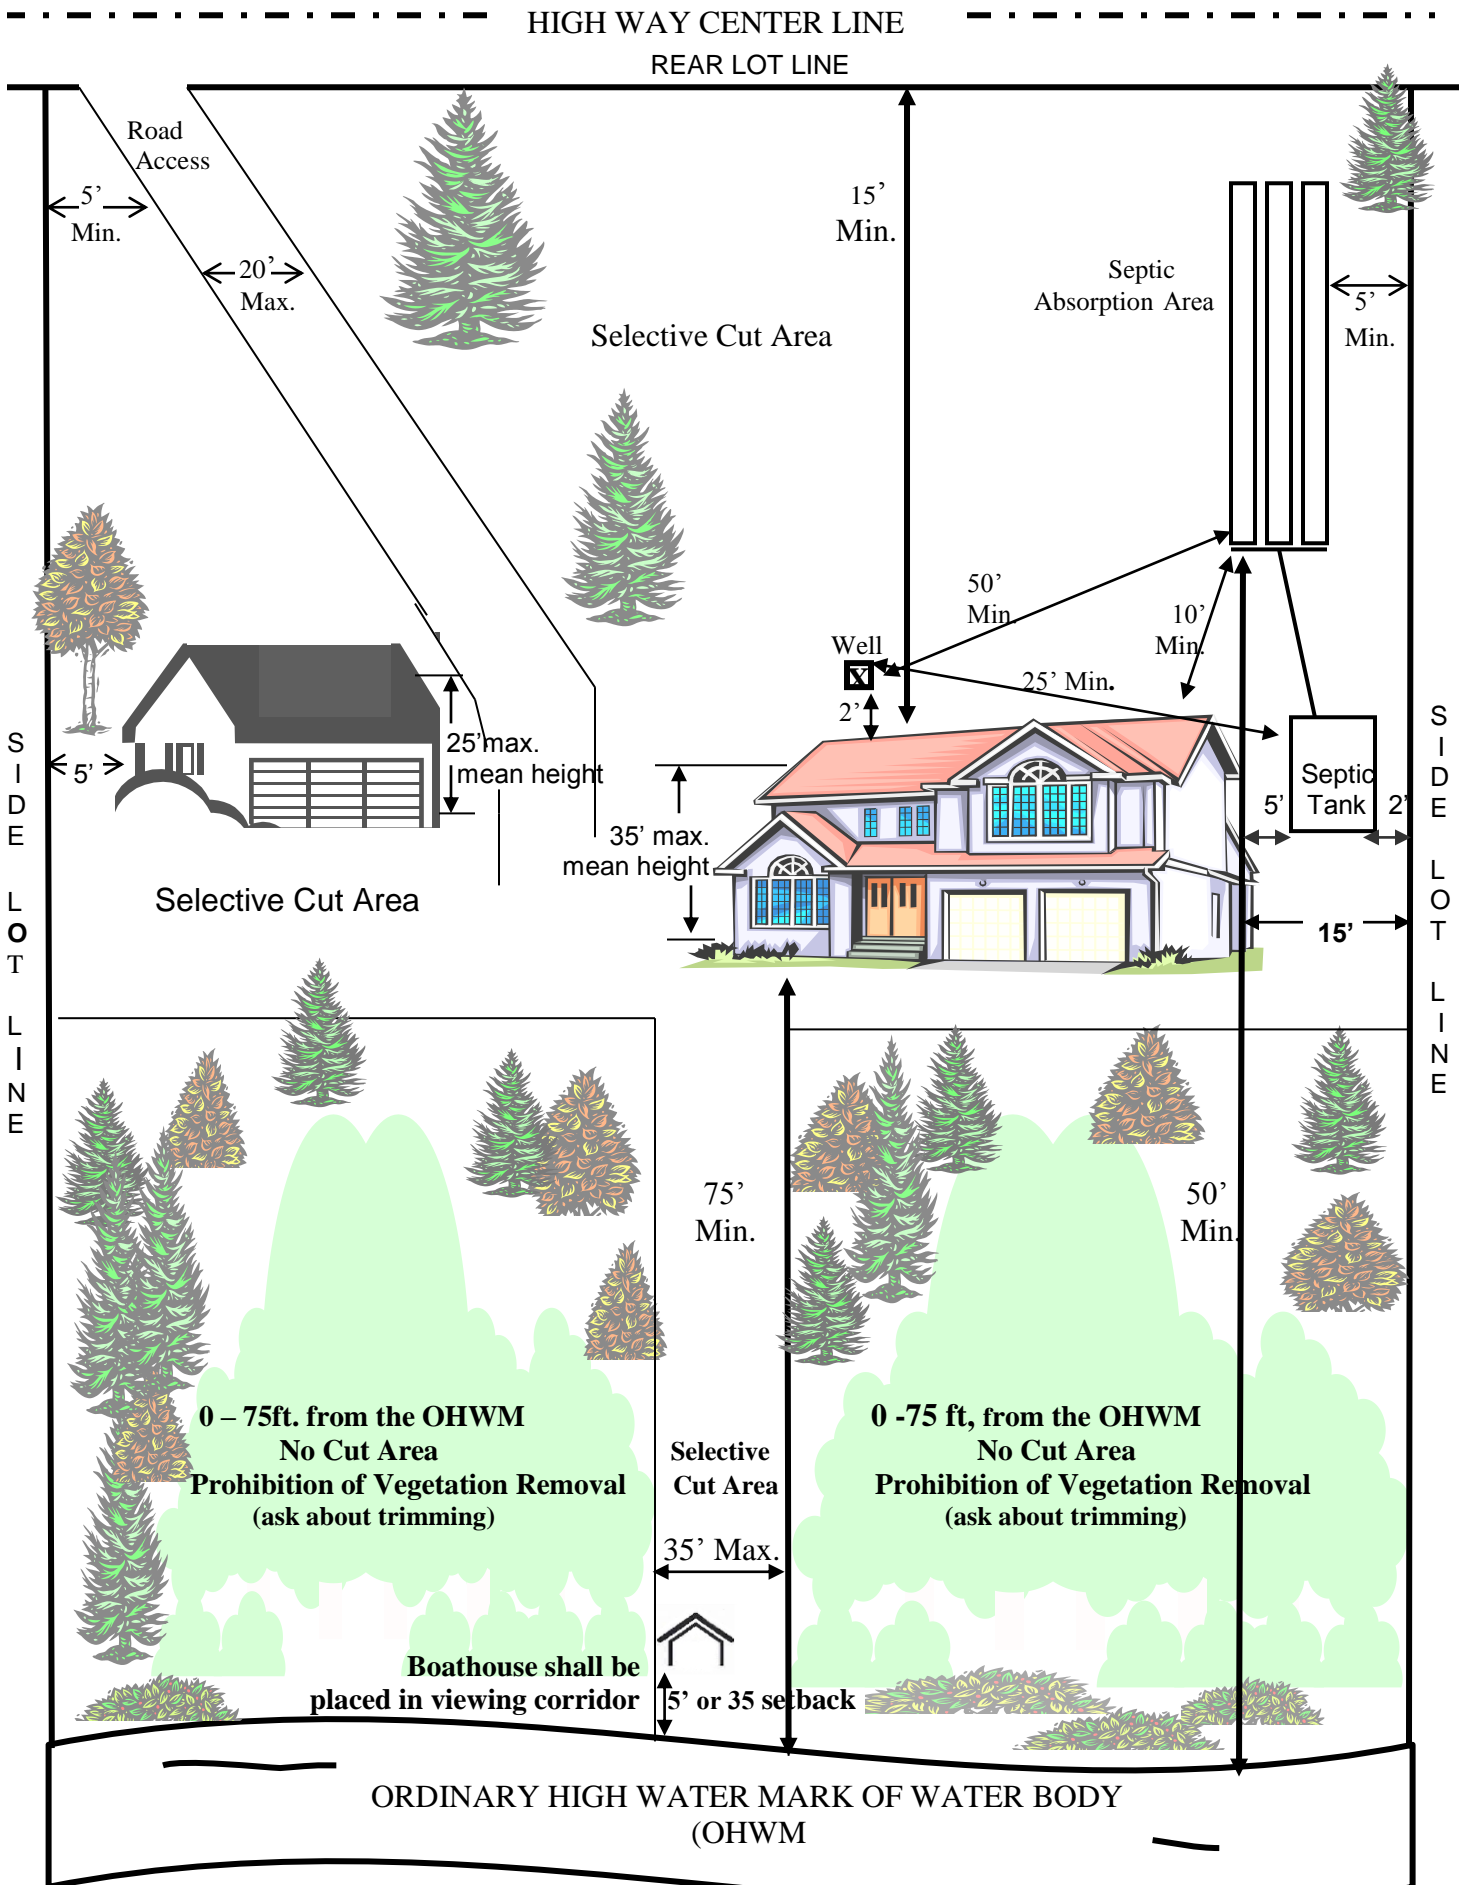 HIGH WAY CENTER LINE
REAR LOT LINE
Road
Access
5’
Min.
20’
Max.
15’
Min.
Septic
Absorption Area
5’
Min.
Selective Cut Area
50’
Min.
10’
Min.
Well
X
25’ Min.
2’
25’max.
mean height
5’
35’ max.
mean height
Septic
Tank
5’
2’
15’
Selective Cut Area
SIDE LOT LINE
SIDE LOT LINE
75’
Min.
50’
Min.
0 – 75ft. from the OHWM
No Cut Area
Prohibition of Vegetation Removal
(ask about trimming)
Selective
Cut Area
0 -75 ft, from the OHWM
No Cut Area
Prohibition of Vegetation Removal
(ask about trimming)
35’ Max.
Boathouse shall be
placed in viewing corridor
5’ or 35 setback
ORDINARY HIGH WATER MARK OF WATER BODY
(OHWM